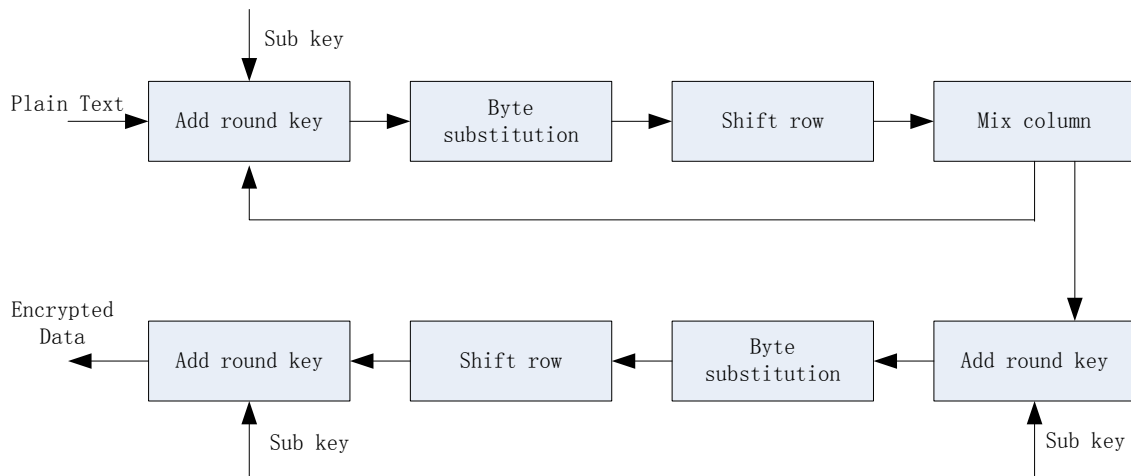 Sub key
Plain Text
Add round key
Byte
substitution
Shift row
Mix column
Encrypted
Data
Add round key
Shift row
Byte
substitution
Add round key
Sub key
Sub key